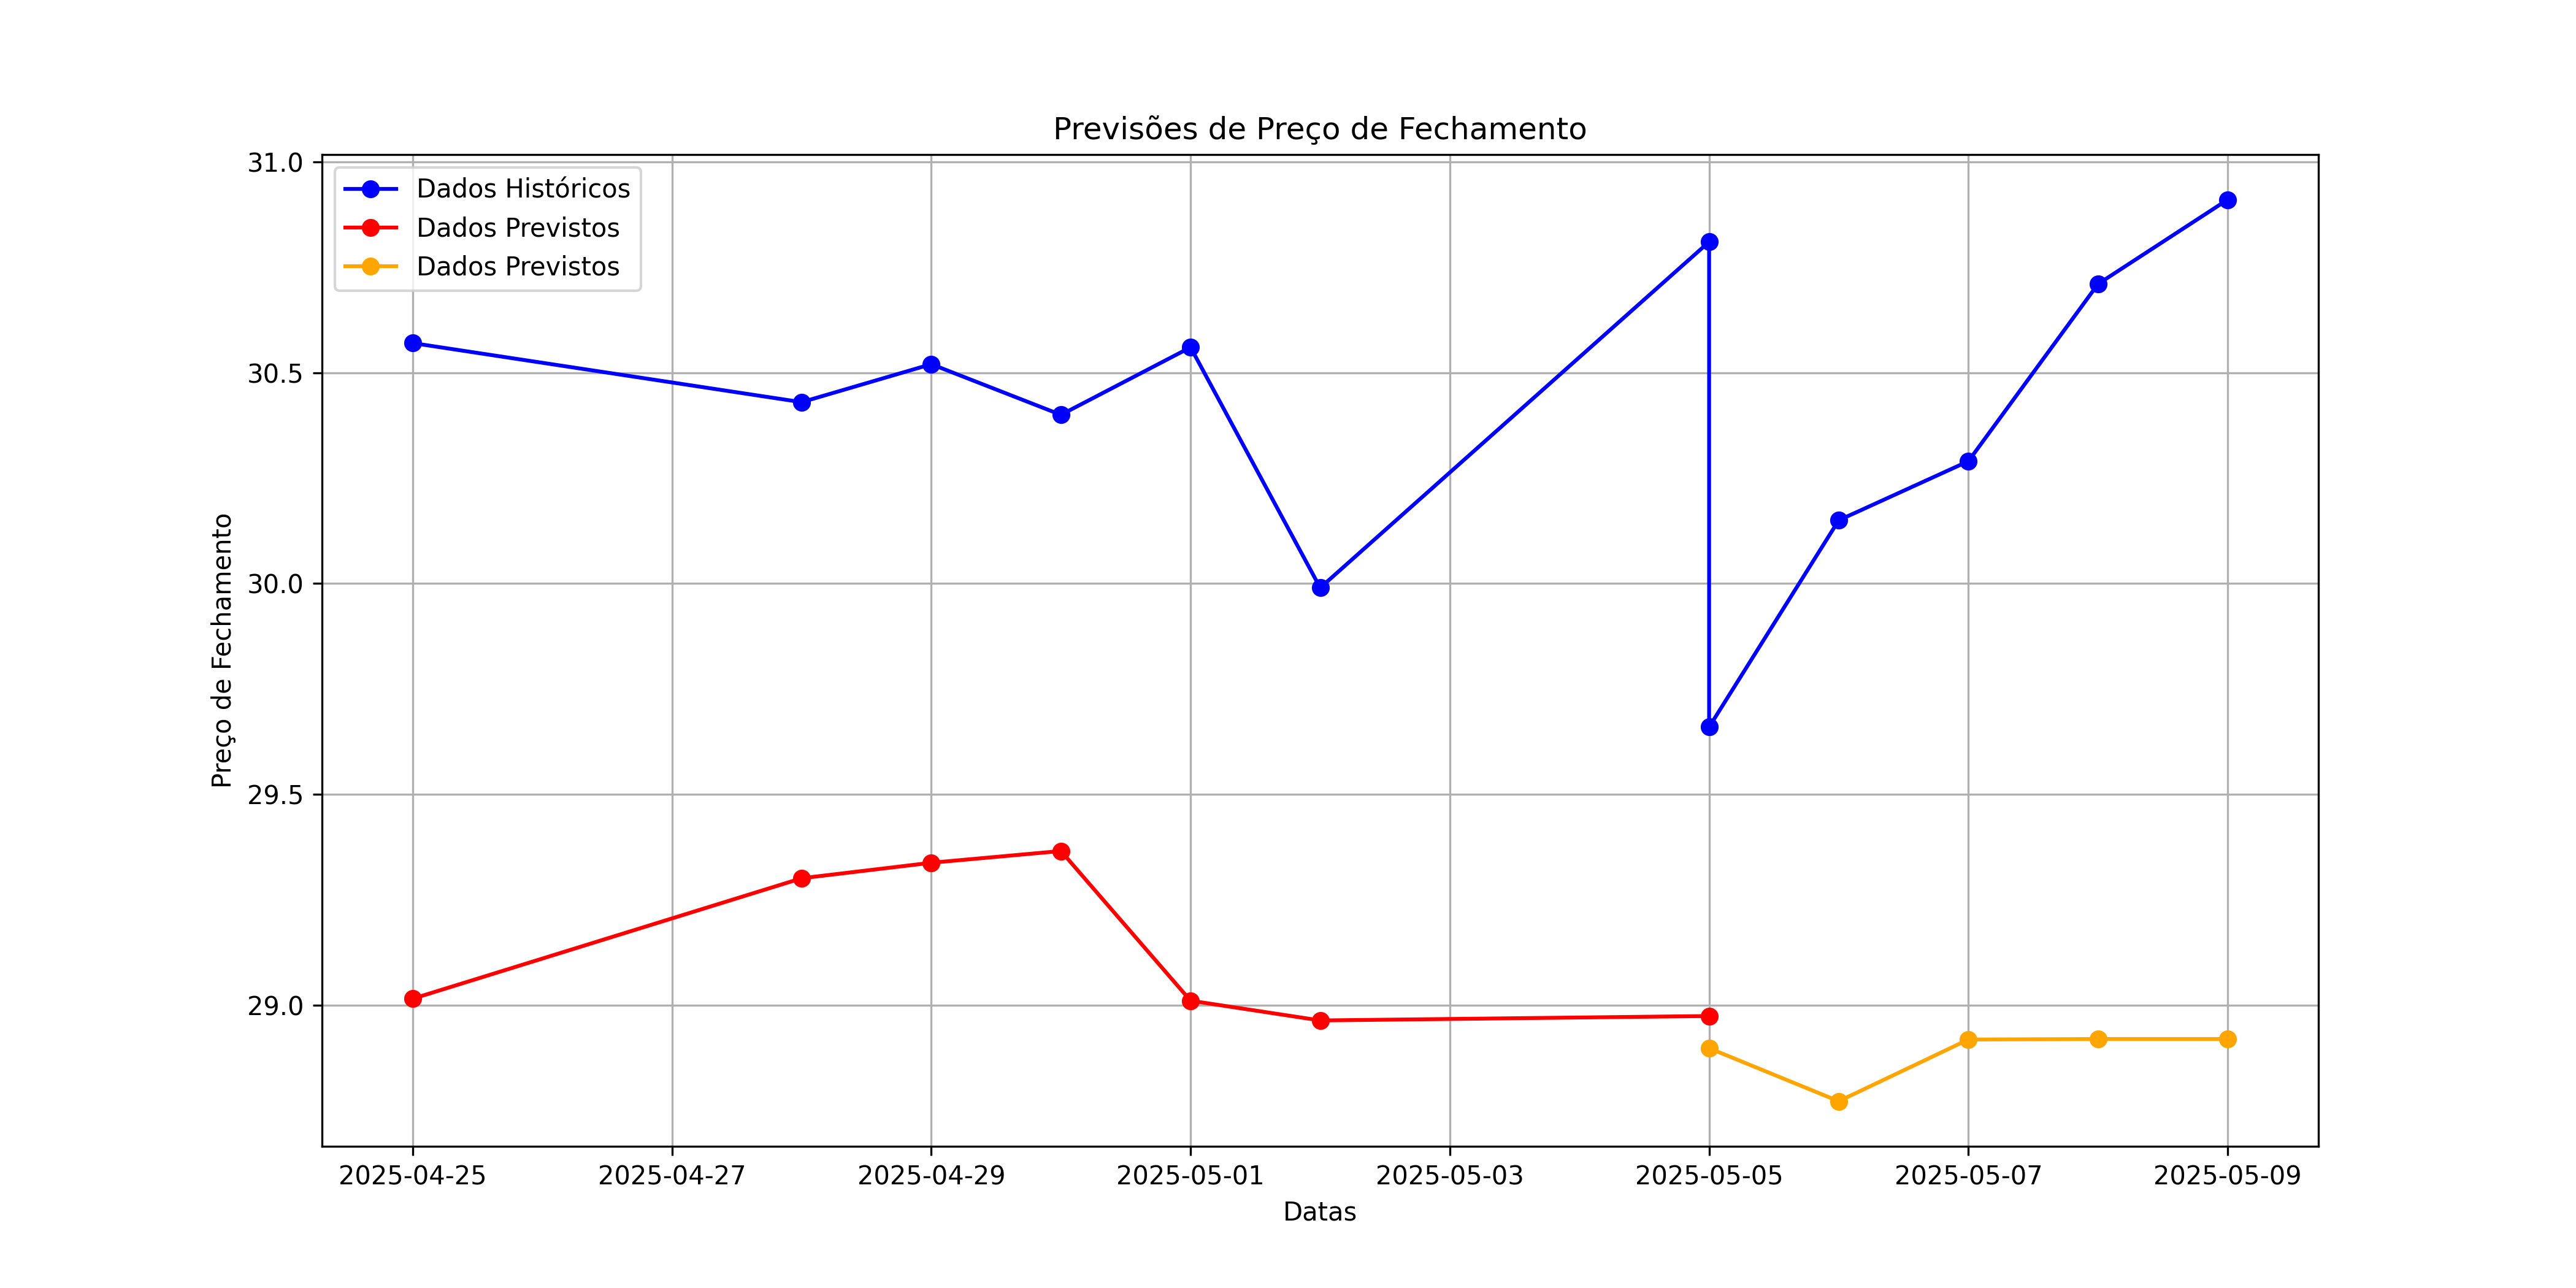 Previsões de Preço de Fechamento
31.0
30.5
30.0
29.5
29.0
Preço de Fechamento
Dados Históricos
Dados Previstos
Dados Previstos
2025-04-25 2025-04-27 2025-04-29 2025-05-01 2025-05-03 2025-05-05 2025-05-07 2025-05-09
Datas